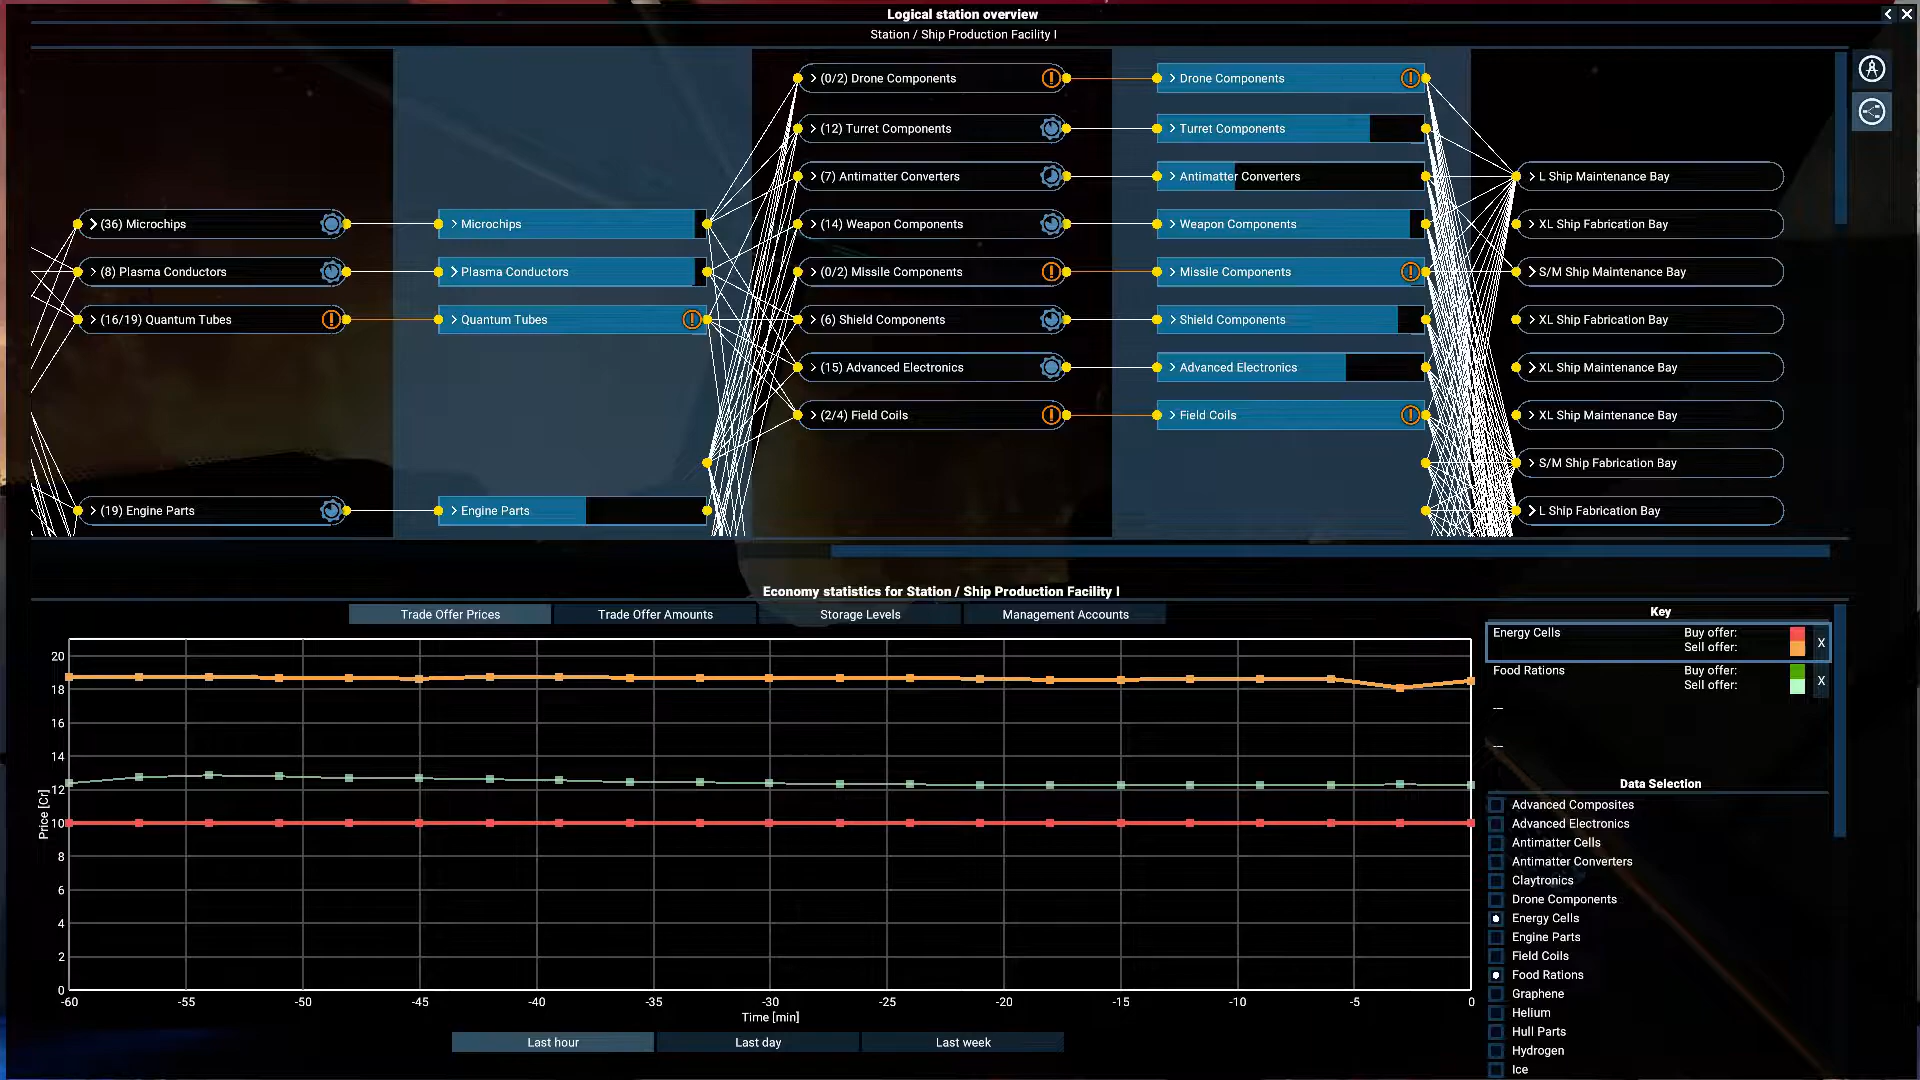 Logical station overview
Station / Ship Production Facility I
(0/2) Drone Components
Drone Components
(12) Turret Components
Turret Components
(7) Antimatter Converters
Antimatter Converters
L Ship Maintenance Bay
(36) Microchips
Microchips
(14) Weapon Components
Weapon Components
XL Ship Fabrication Bay
(8) Plasma Conductors
Plasma Conductors
(0/2) Missile Components
Missile Components
S/M Ship Maintenance Bay
(16/19) Quantum Tubes
Quantum Tubes
(6) Shield Components
Shield Components
XL Ship Fabrication Bay
(15) Advanced Electronics
Advanced Electronics
XL Ship Maintenance Bay
(2/4) Field Coils
Field Coils
XL Ship Maintenance Bay
S/M Ship Fabrication Bay
(19) Engine Parts
Engine Parts
L Ship Fabrication Bay
Economy statistics for Station / Ship Production Facility I
Trade Offer Prices
Trade Offer Amounts
Storage Levels
Management Accounts
20
18
16
14
12
10
8
6
4
2
0
Price [Cr]
-60
-55
-50
-45
-40
-35
-30
-25
-20
-15
-10
-5
0
Time [min]
Last hour
Last day
Last week
Key
Energy Cells
Buy offer:
Sell offer:
X
Food Rations
Buy offer:
Sell offer:
X
---
---
Data Selection
Advanced Composites
Advanced Electronics
Antimatter Cells
Antimatter Converters
Claytronics
Drone Components
Energy Cells
Engine Parts
Field Coils
Food Rations
Graphene
Helium
Hull Parts
Hydrogen
Ice